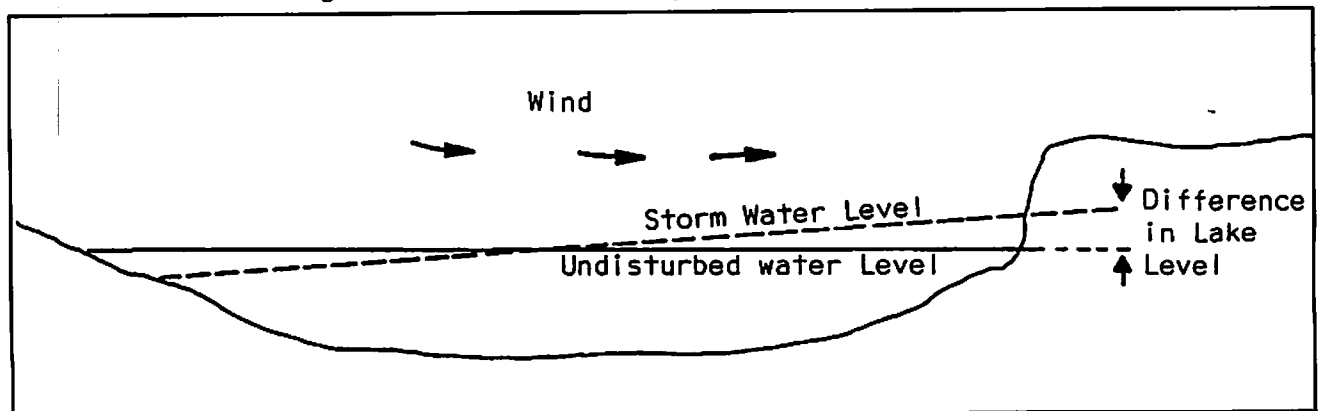 Wind
Storm Water Level
Undisturbed water Level
Difference
in Lake
Level